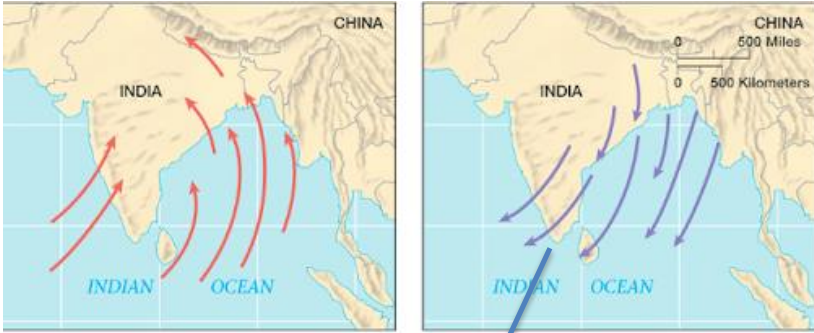 CHINA
INDIA
INDIAN OCEAN
CHINA
0 500 Miles
0 500 Kilometers
INDIA
INDIAN OCEAN